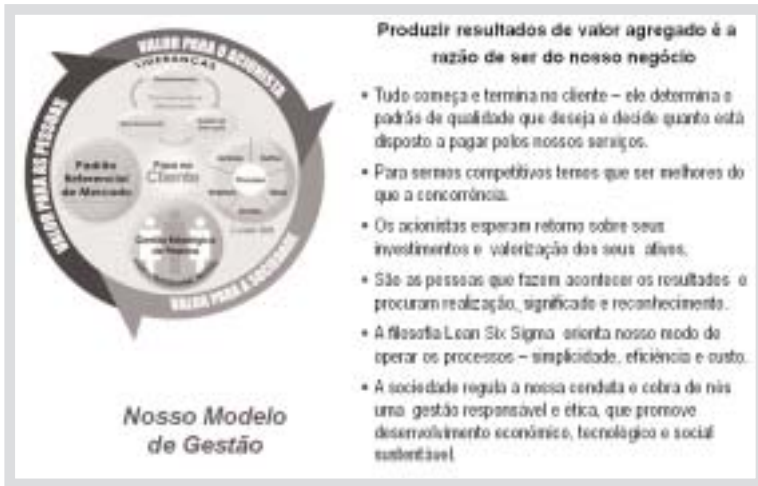 VALOR PARA O ACIONISTA
LIDERANÇAS
VALOR PARA AS PESSOAS
Padrão
Referencial
de Mercado
Foco no
Cliente
Gestão Estratégica
de Pessoas
VALOR PARA A SOCIEDADE
Nosso Modelo
de Gestão
Produzir resultados de valor agregado é a
razão de ser do nosso negócio
• Tudo começa e termina no cliente – ele determina o
padrão de qualidade que deseja e decide quanto está
disposto a pagar pelos nossos serviços.
• Para sermos competitivos temos que ser melhores do
que a concorrência.
• Os acionistas esperam retorno sobre seus
investimentos e valorização dos seus ativos.
• São as pessoas que fazem acontecer os resultados e
procuram realização, significado e reconhecimento.
• A filosofia Lean Six Sigma orienta nosso modo de
operar os processos – simplicidade, eficiência e custo.
• A sociedade regula a nossa conduta e cobra de nós
uma gestão responsável e ética, que promove
desenvolvimento econômico, tecnológico e social
sustentável.